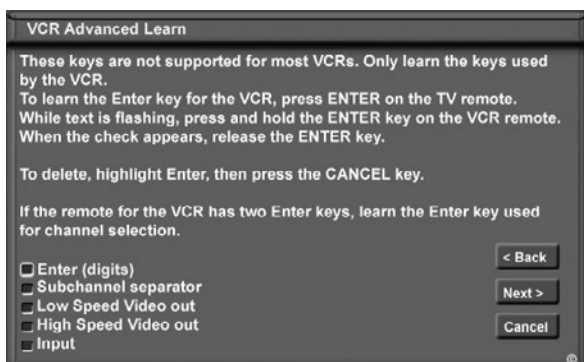 VCR Advanced Learn
These keys are not supported for most VCRs. Only learn the keys used
by the VCR.
To learn the Enter key for the VCR, press ENTER on the TV remote.
While text is flashing, press and hold the ENTER key on the VCR remote.
When the check appears, release the ENTER key.
To delete, highlight Enter, then press the CANCEL key.
If the remote for the VCR has two Enter keys, learn the Enter key used
for channel selection.
Enter (digits)
Subchannel separator
Low Speed Video out
High Speed Video out
Input
< Back
Next >
Cancel